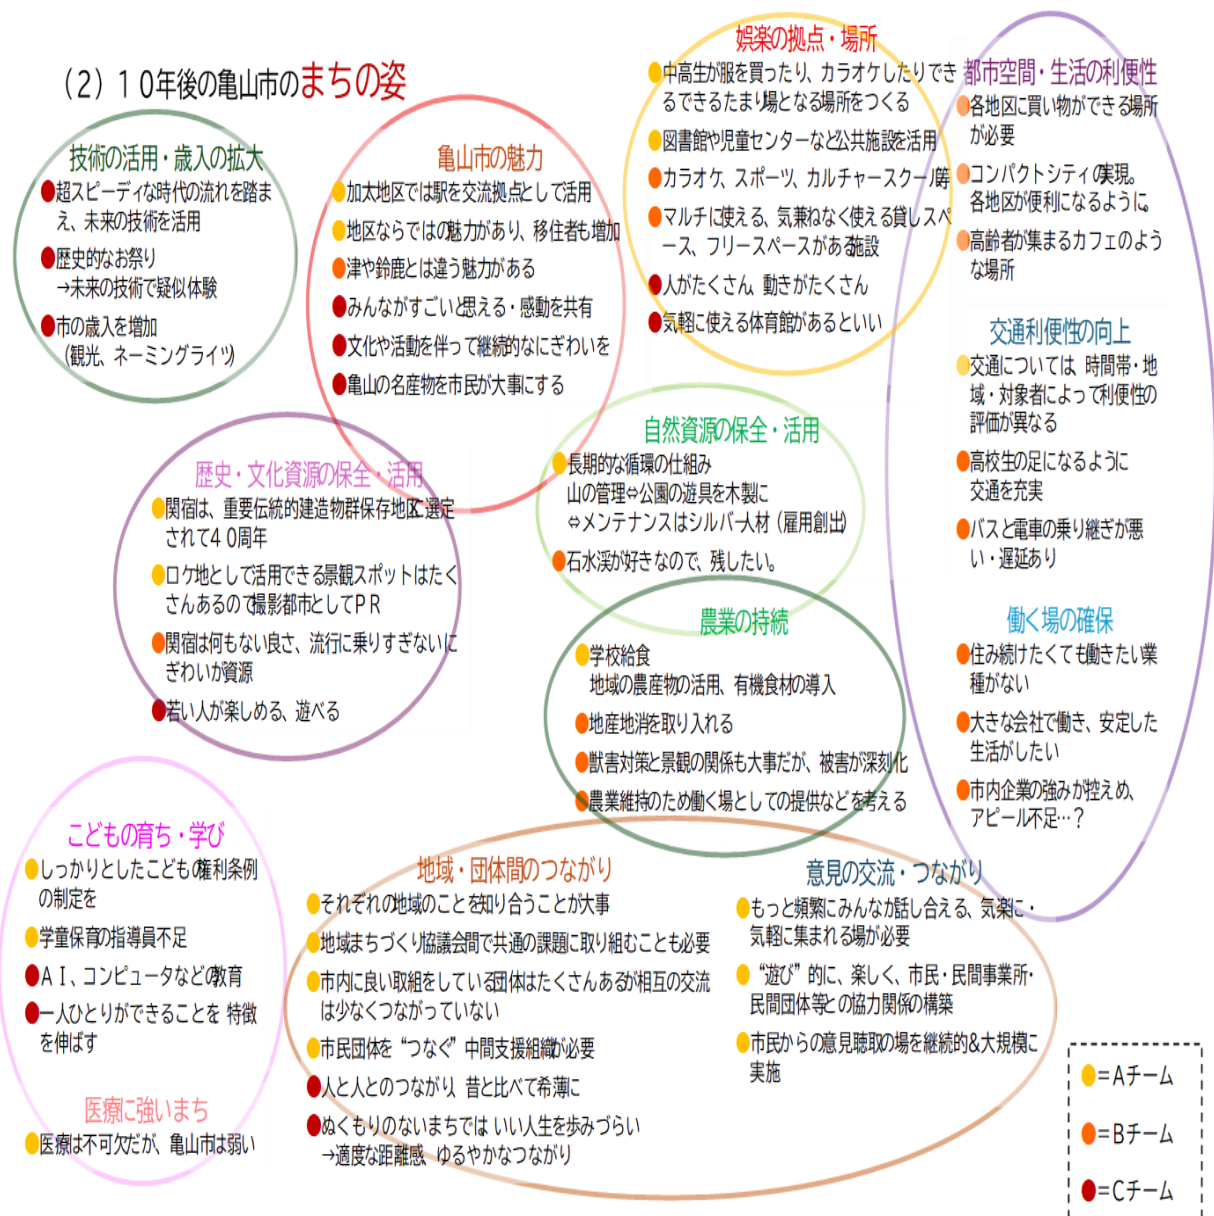 （２）１０年後の亀山市のまちの姿
技術の活用・歳入の拡大
超スピーディな時代の流れを踏ま
え、未来の技術を活用
歴史的なお祭り
→未来の技術で疑似体験
市の歳入を増加
（観光、ネーミングライツ）
亀山市の魅力
加太地区では駅を交流拠点として活用
地区ならではの魅力があり、移住者も増加
津や鈴鹿とは違う魅力がある
みんながすごいと思える・感動を共有
文化や活動を伴って継続的なにぎわいを
亀山の名産物を市民が大事にする
娯楽の拠点・場所
中高生が服を買ったり、カラオケしたりでき
るできるたまり場となる場所をつくる
図書館や児童センターなど公共施設を活用
カラオケ、スポーツ、カルチャースクール等
マルチに使える、気兼ねなく使える貸しスペ
ース、フリースペースがある施設
人がたくさん、動きがたくさん
気軽に使える体育館があるといい
都市空間・生活の利便性
各地区に買い物ができる場所
が必要
コンパクトシティの実現。
各地区が便利になるように。
高齢者が集まるカフェのよう
な場所
交通利便性の向上
交通については、時間帯・地
域・対象者によって利便性の
評価が異なる
高校生の足になるように
交通を充実
バスと電車の乗り継ぎが悪
い・遅延あり
働く場の確保
住み続けたくても働きたい業
種がない
大きな会社で働き、安定した
生活がしたい
市内企業の強みが控えめ、
アピール不足…？
歴史・文化資源の保全・活用
関宿は、重要伝統的建造物群保存地区に選定
されて４０周年
ロケ地として活用できる景観スポットはたく
さんあるので撮影都市としてＰＲ
関宿は何もない良さ、流行に乗りすぎないに
ぎわいが資源
若い人が楽しめる、遊べる
自然資源の保全・活用
長期的な循環の仕組み
山の管理⇔公園の遊具を木製に
⇔メンテナンスはシルバー人材（雇用創出）
石水渓が好きなので、残したい。
農業の持続
学校給食
地域の農産物の活用、有機食材の導入
地産地消を取り入れる
獣害対策と景観の関係も大事だが、被害が深刻化
農業維持のため働く場としての提供などを考える
こどもの育ち・学び
しっかりとしたこどもの権利条例
の制定を
学童保育の指導員不足
ＡＩ、コンピュータなどの教育
一人ひとりができることを、特徴
を伸ばす
医療に強いまち
医療は不可欠だが、亀山市は弱い
地域・団体間のつながり
それぞれの地域のことを知り合うことが大事
地域まちづくり協議会間で共通の課題に取り組むことも必要
市内に良い取組をしている団体はたくさんあるが相互の交流
は少なくつながっていない
市民団体を“つなぐ”中間支援組織が必要
人と人とのつながり、昔と比べて希薄に
ぬくもりのないまちでは、いい人生を歩みづらい
→適度な距離感、ゆるやかなつながり
意見の交流・つながり
もっと頻繁にみんなが話し合える、気楽に・
気軽に集まれる場が必要
“遊び”的に、楽しく、市民・民間事業所・
民間団体等との協力関係の構築
市民からの意見聴取の場を継続的＆大規模に
実施
＝Ａチーム
＝Ｂチーム
＝Ｃチーム